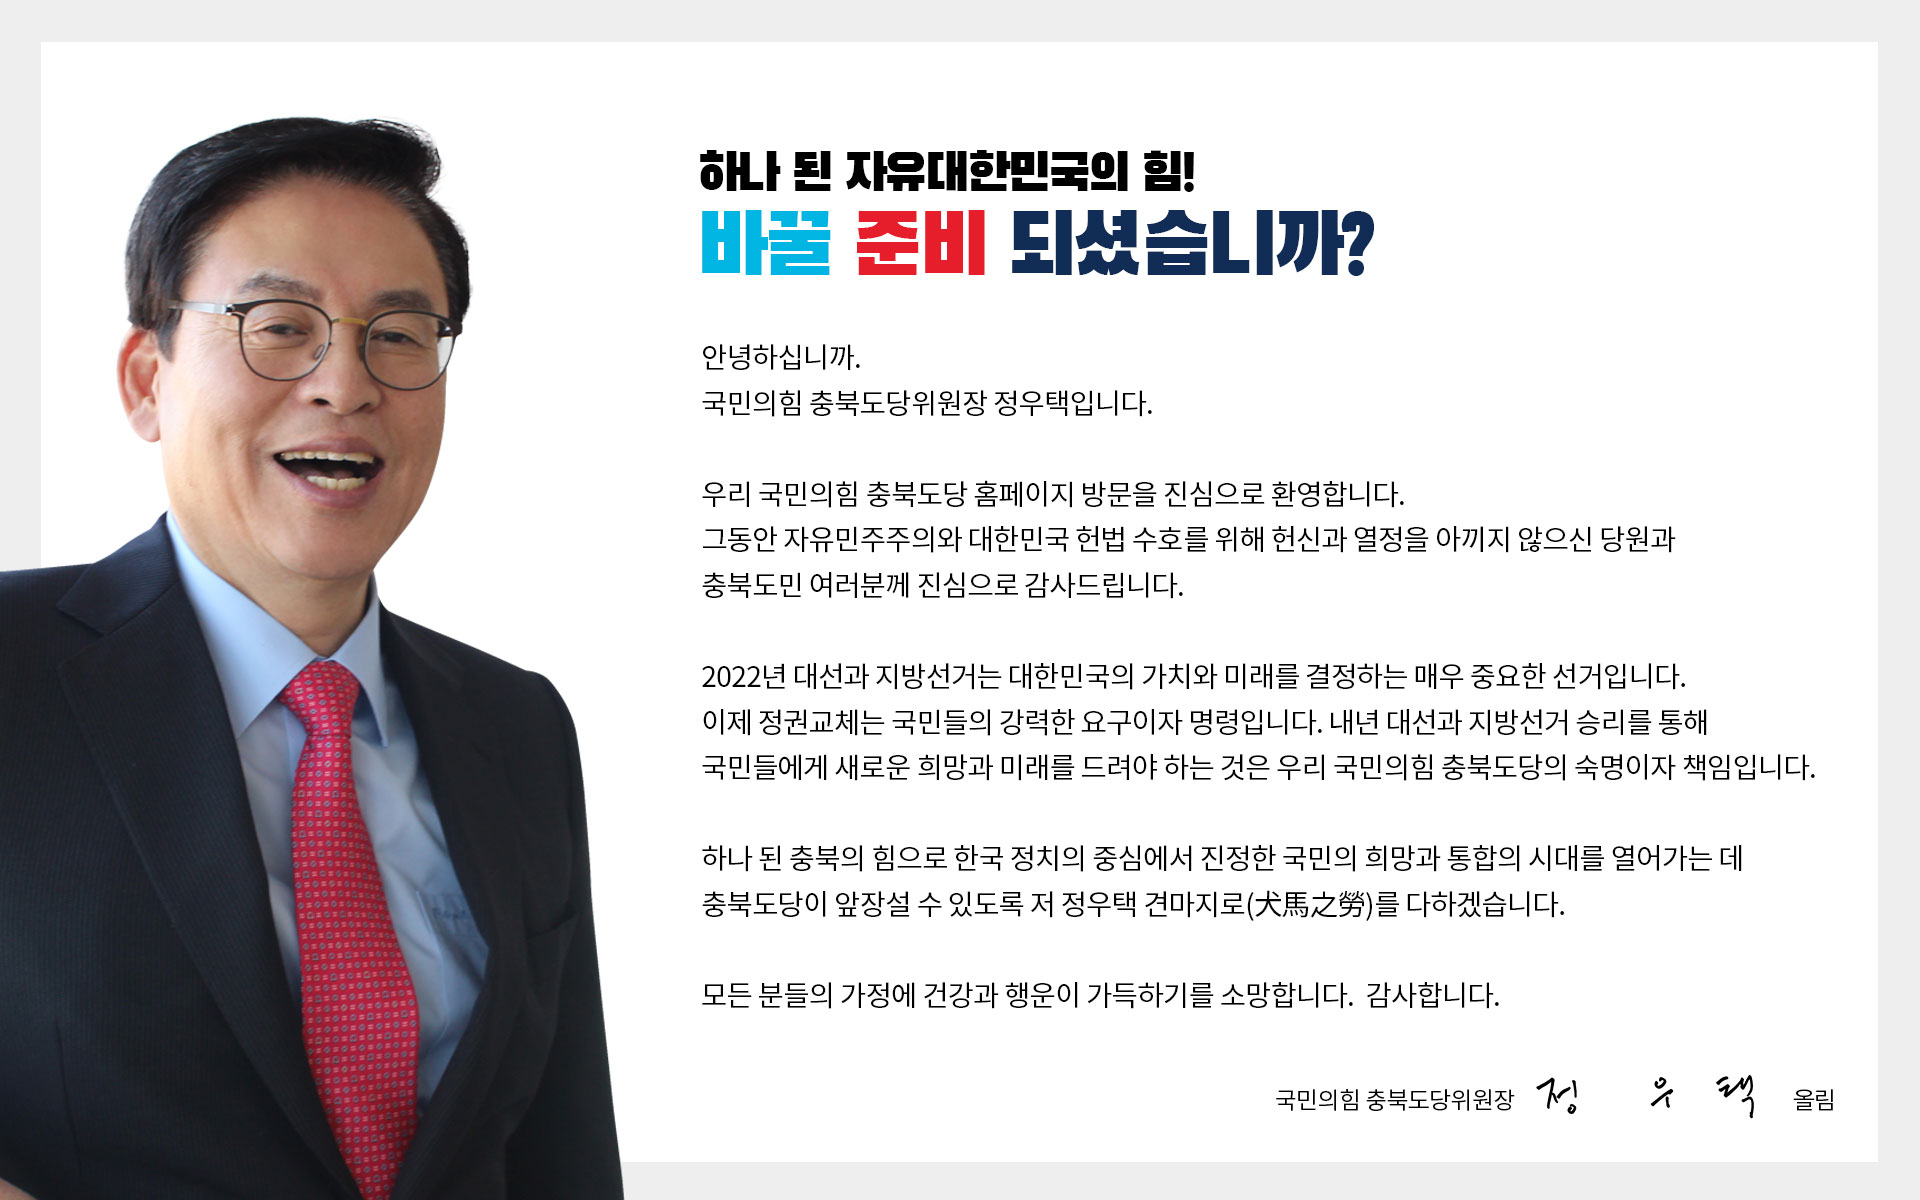 하나 된 자유대한민국의 힘!
바꿀 준비 되셨습니까?
안녕하십니까.
국민의힘 충북도당위원장 정우택입니다.
우리 국민의힘 충북도당 홈페이지 방문을 진심으로 환영합니다.
그동안 자유민주주의와 대한민국 헌법 수호를 위해 헌신과 열정을 아끼지 않으신 당원과
충북도민 여러분께 진심으로 감사드립니다.
2022년 대선과 지방선거는 대한민국의 가치와 미래를 결정하는 매우 중요한 선거입니다.
이제 정권교체는 국민들의 강력한 요구이자 명령입니다. 내년 대선과 지방선거 승리를 통해
국민들에게 새로운 희망과 미래를 드려야 하는 것은 우리 국민의힘 충북도당의 숙명이자 책임입니다.
하나 된 충북의 힘으로 한국 정치의 중심에서 진정한 국민의 희망과 통합의 시대를 열어가는 데
충북도당이 앞장설 수 있도록 저 정우택 견마지로(犬馬之勞)를 다하겠습니다.
모든 분들의 가정에 건강과 행운이 가득하기를 소망합니다. 감사합니다.
국민의힘 충북도당위원장 정 우 택 올림